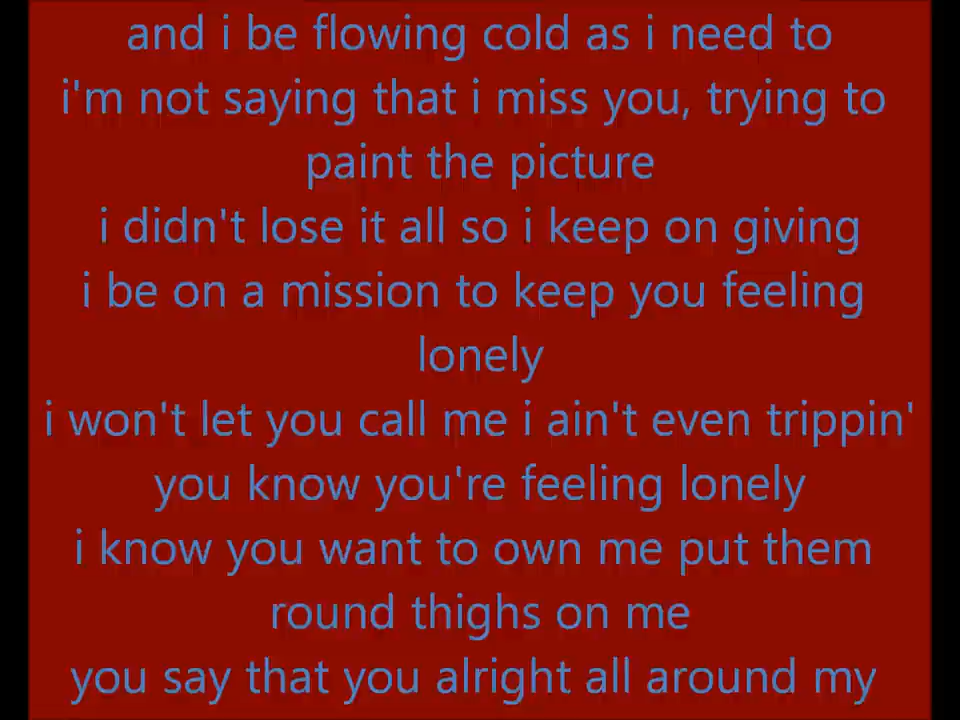 and i be flowing cold as i need to
i'm not saying that i miss you, trying to
paint the picture
i didn't lose it all so i keep on giving
i be on a mission to keep you feeling
lonely
i won't let you call me i ain't even trippin'
you know you're feeling lonely
i know you want to own me put them
round thighs on me
you say that you alright all around my